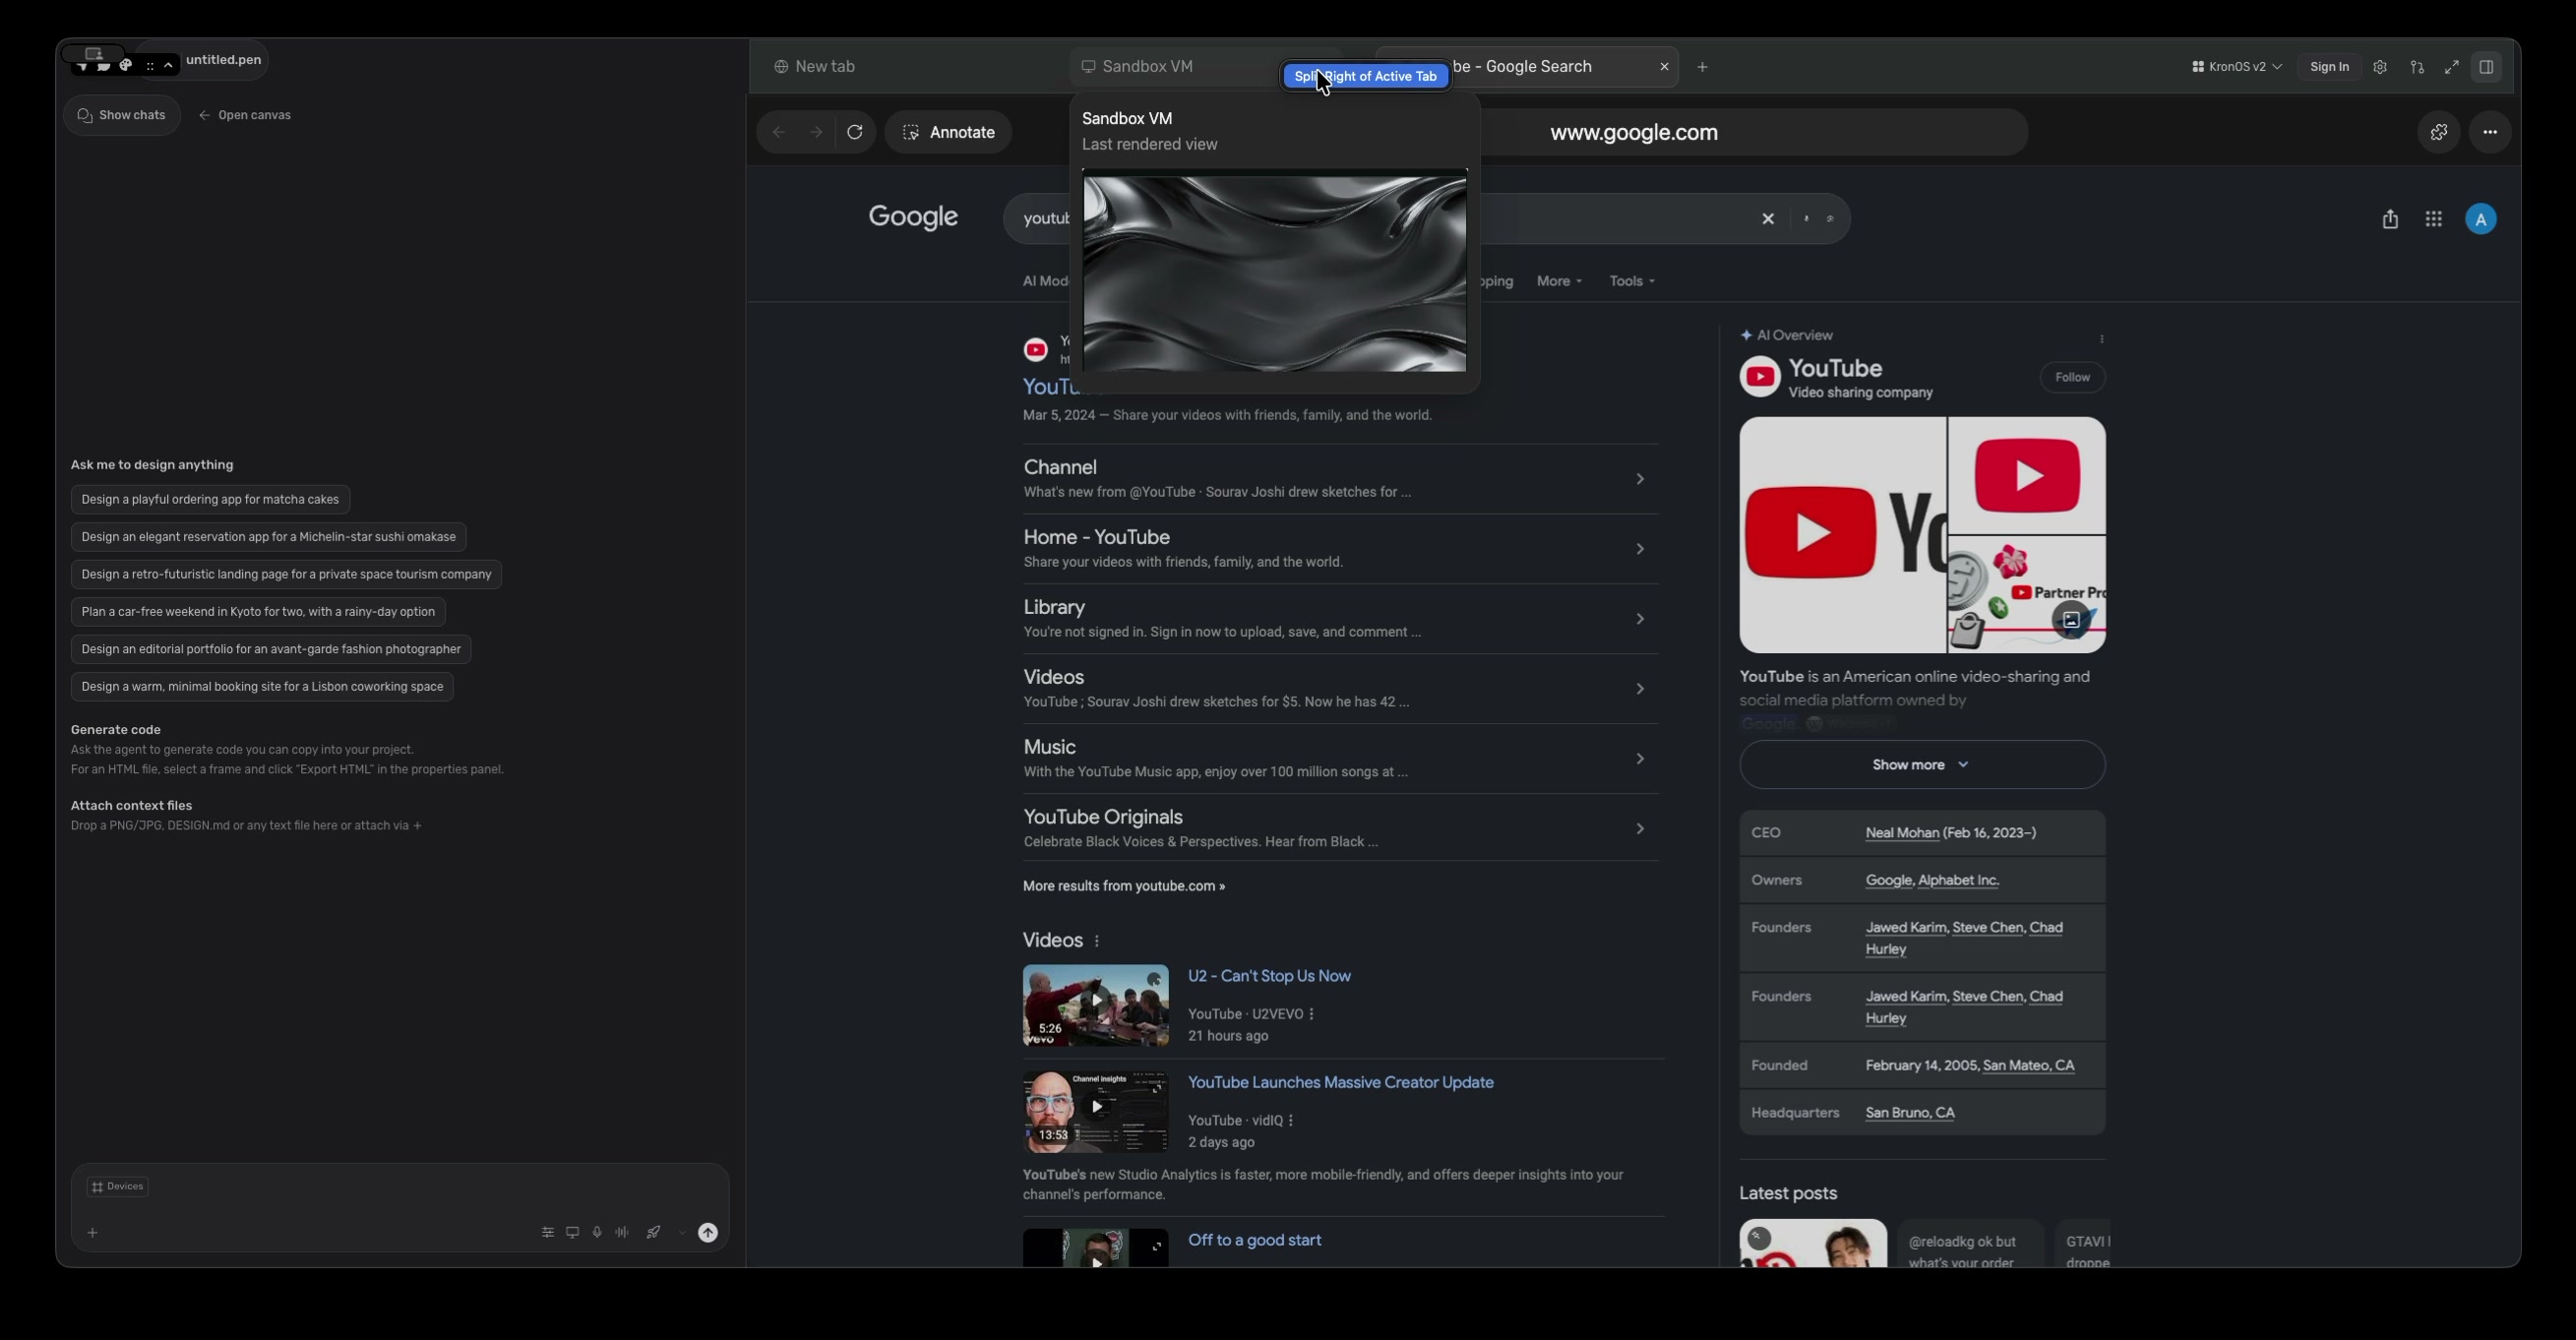 untitled.pen
New tab
Sandbox VM
Split Right of Active Tab
be - Google Search
KronOS v2
Sign In
Show chats
Open canvas
Annotate
www.google.com
Sandbox VM
Last rendered view
Google
youtub
A
AI Mod
pping
More
Tools
YouTu
Mar 5, 2024 — Share your videos with friends, family, and the world.
Channel
What's new from @YouTube · Sourav Joshi drew sketches for ...
Home - YouTube
Share your videos with friends, family, and the world.
Library
You're not signed in. Sign in now to upload, save, and comment ...
Videos
YouTube ; Sourav Joshi drew sketches for $5. Now he has 42 ...
Music
With the YouTube Music app, enjoy over 100 million songs at ...
YouTube Originals
Celebrate Black Voices & Perspectives. Hear from Black ...
More results from youtube.com »
Videos
5:26
vevo
U2 - Can't Stop Us Now
YouTube · U2VEVO
21 hours ago
Channel insights
13:53
YouTube Launches Massive Creator Update
YouTube · vidIQ
2 days ago
YouTube's new Studio Analytics is faster, more mobile-friendly, and offers deeper insights into your
channel's performance.
Off to a good start
AI Overview
YouTube
Video sharing company
Follow
Partner Pro
YouTube is an American online video-sharing and
social media platform owned by
Google.
Show more
CEO
Neal Mohan (Feb 16, 2023–)
Owners
Google, Alphabet Inc.
Founders
Jawed Karim, Steve Chen, Chad
Hurley
Founders
Jawed Karim, Steve Chen, Chad
Hurley
Founded
February 14, 2005, San Mateo, CA
Headquarters
San Bruno, CA
Latest posts
@reloadkg ok but
what's your order
GTAVI
droppe
Ask me to design anything
Design a playful ordering app for matcha cakes
Design an elegant reservation app for a Michelin-star sushi omakase
Design a retro-futuristic landing page for a private space tourism company
Plan a car-free weekend in Kyoto for two, with a rainy-day option
Design an editorial portfolio for an avant-garde fashion photographer
Design a warm, minimal booking site for a Lisbon coworking space
Generate code
Ask the agent to generate code you can copy into your project.
For an HTML file, select a frame and click “Export HTML” in the properties panel.
Attach context files
Drop a PNG/JPG, DESIGN.md or any text file here or attach via +
Devices